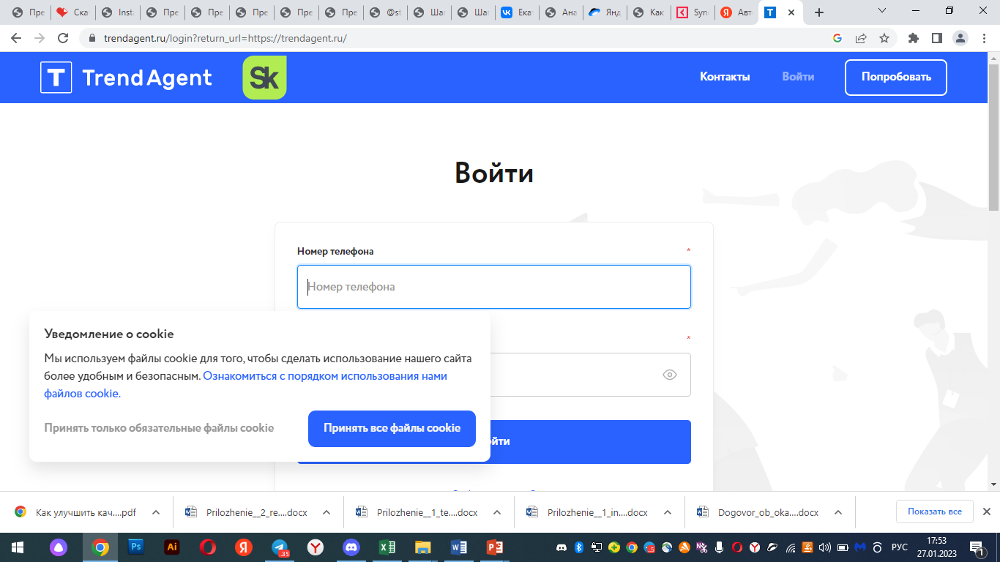 Пре
Ска
Inst
Пре
Пре
Пре
Пре
Пре
@st
Шаг
Шаг
Ека
Ана
Янд
Как
Syne
Авто
trendagent.ru/login?return_url=https://trendagent.ru/
T TrendAgent
Sk
Контакты
Войти
Попробовать
Войти
Номер телефона *
Номер телефона
*
Уведомление о cookie
Мы используем файлы cookie для того, чтобы сделать использование нашего сайта
более удобным и безопасным. Ознакомиться с порядком использования нами
файлов cookie.
Принять только обязательные файлы cookie
Принять все файлы cookie
ойти
Как улучшить кач....pdf
Prilozhenie__2_re....docx
Prilozhenie__1_te....docx
Prilozhenie__1_in....docx
Dogovor_ob_oka....docx
Показать все
Ps
Ai
.35
РУС
17:53
27.01.2023
1